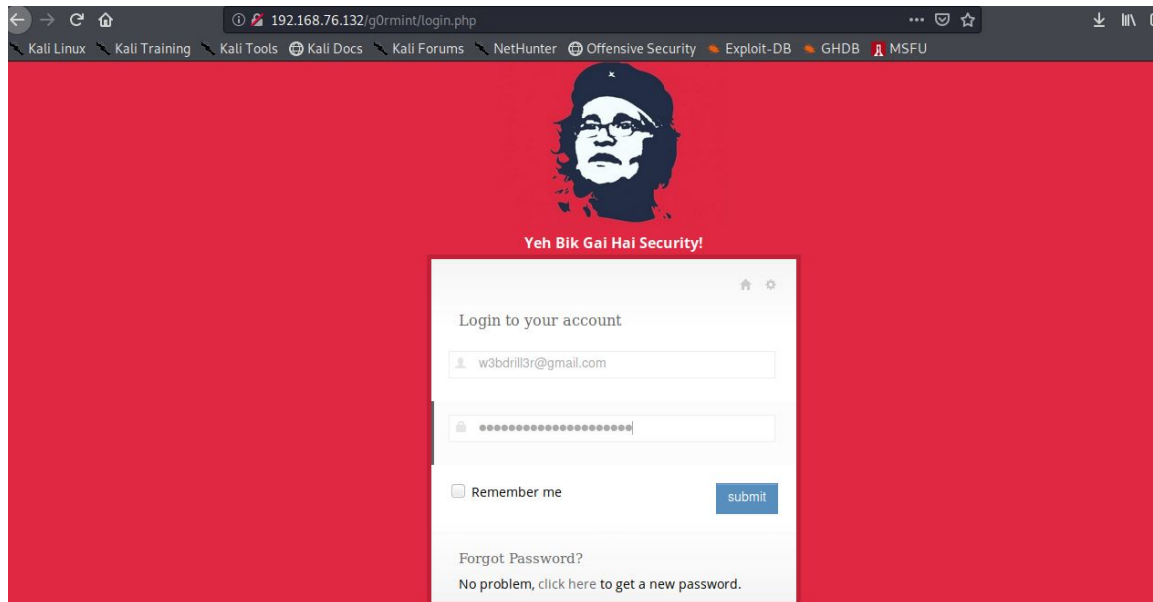 192.168.76.132/g0rmint/login.php
Kali Linux Kali Training Kali Tools Kali Docs Kali Forums NetHunter Offensive Security Exploit-DB GHDB MSFU
Yeh Bik Gai Hai Security!
Login to your account
w3bdrill3r@gmail.com
Remember me
submit
Forgot Password?
No problem, click here to get a new password.